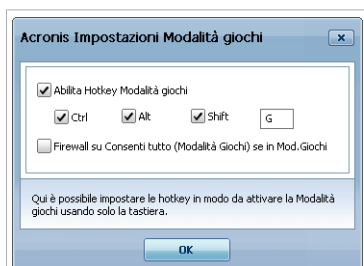 Acronis Impostazioni Modalità giochi
Abilita Hotkey Modalità giochi
Ctrl Alt Shift G
Firewall su Consenti tutto (Modalità Giochi) se in Mod.Giochi
Qui è possibile impostare le hotkey in modo da attivare la Modalità
giochi usando solo la tastiera.
OK